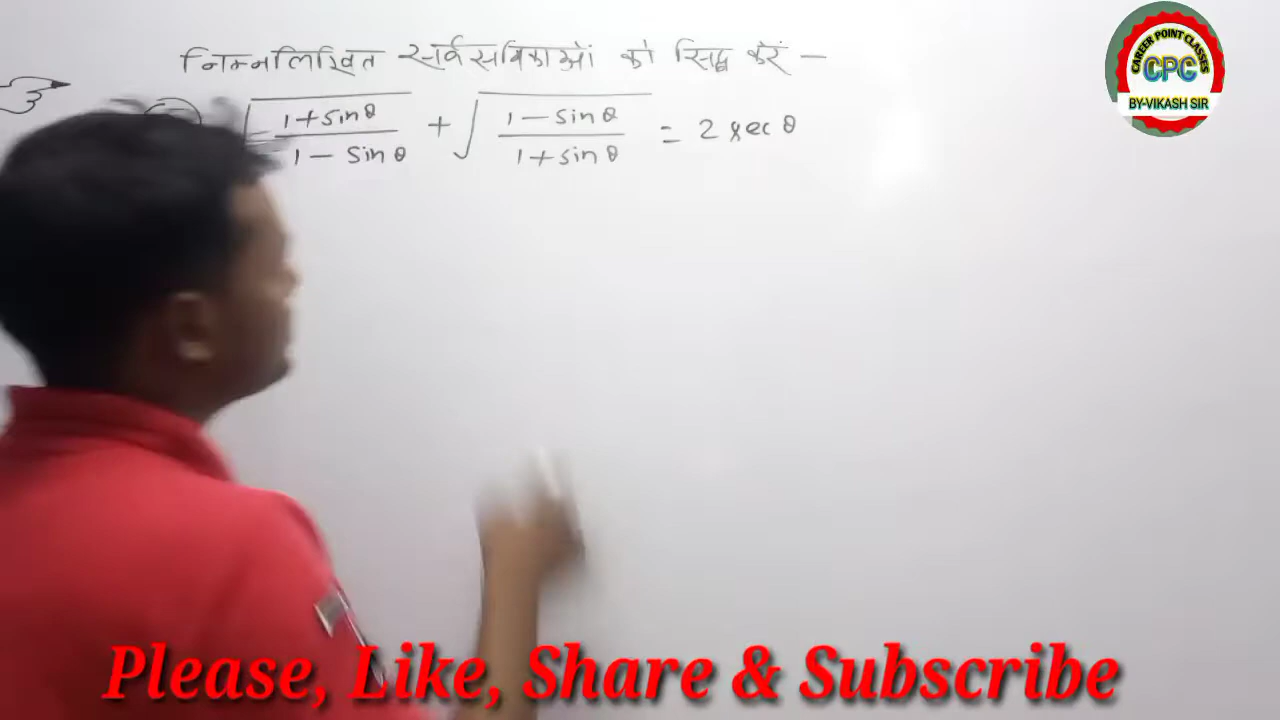 निम्नलिखित सर्वसमिकाओं को सिद्ध करें -
√(1+sinθ / 1-sinθ) + √(1-sinθ / 1+sinθ) = 2 secθ
CAREER POINT CLASSES
CPC
BY-VIKASH SIR
Please, Like, Share & Subscribe